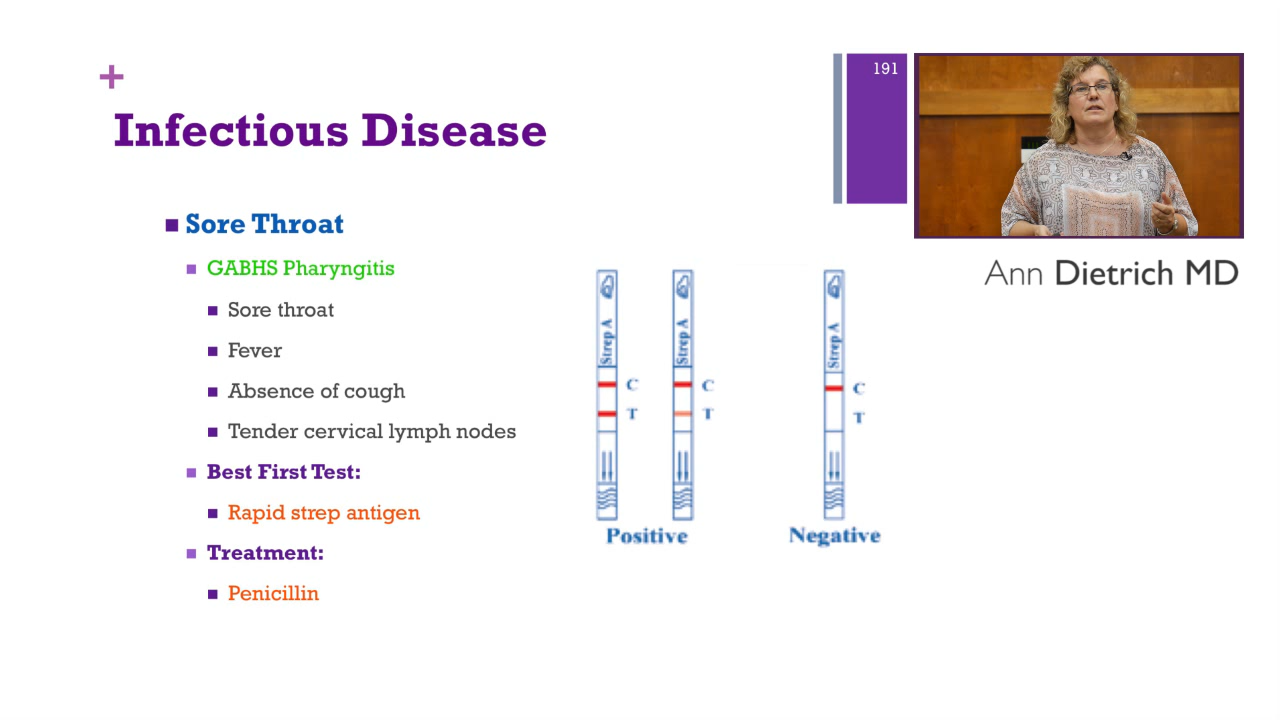 +
191
Infectious Disease
Ann Dietrich MD
Sore Throat
GABHS Pharyngitis
Sore throat
Fever
Absence of cough
Tender cervical lymph nodes
Best First Test:
Rapid strep antigen
Treatment:
Penicillin
Strep A
C
T
Strep A
C
T
Strep A
C
T
Positive
Negative